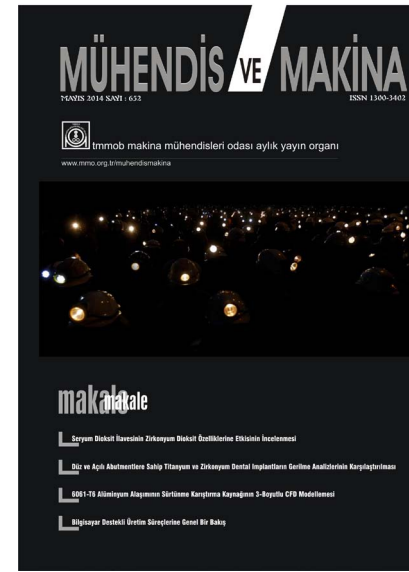 MÜHENDİS VE MAKİNA
MAYIS 2014 SAYI : 652
ISSN 1300-3402
tmmob makina mühendisleri odası aylık yayın organı
www.mmo.org.tr/muhendismakina
makale
makale
Seryum Dioksit İlavesinin Zirkonyum Dioksit Özelliklerine Etkisinin İncelenmesi
Düz ve Açılı Abutmentlere Sahip Titanyum ve Zirkonyum Dental İmplantların Gerilme Analizlerinin Karşılaştırılması
6061-T6 Alüminyum Alaşımının Sürtünme Karıştırma Kaynağının 3-Boyutlu CFD Modellemesi
Bilgisayar Destekli Üretim Süreçlerine Genel Bir Bakış